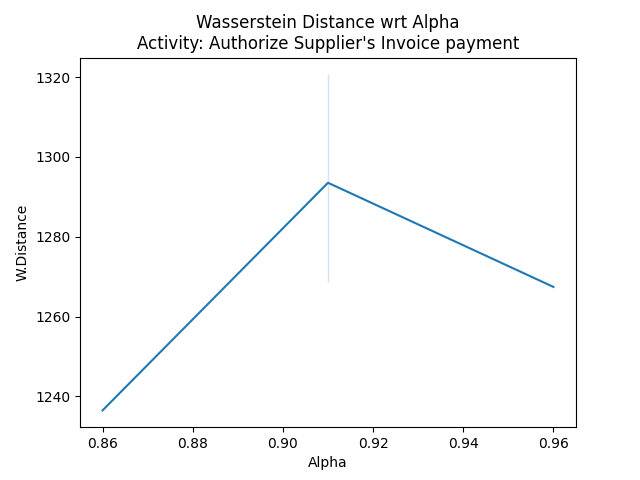 Wasserstein Distance wrt Alpha
Activity: Authorize Supplier's Invoice payment
1320
1300
1280
1260
1240
W.Distance
0.86 0.88 0.90 0.92 0.94 0.96
Alpha